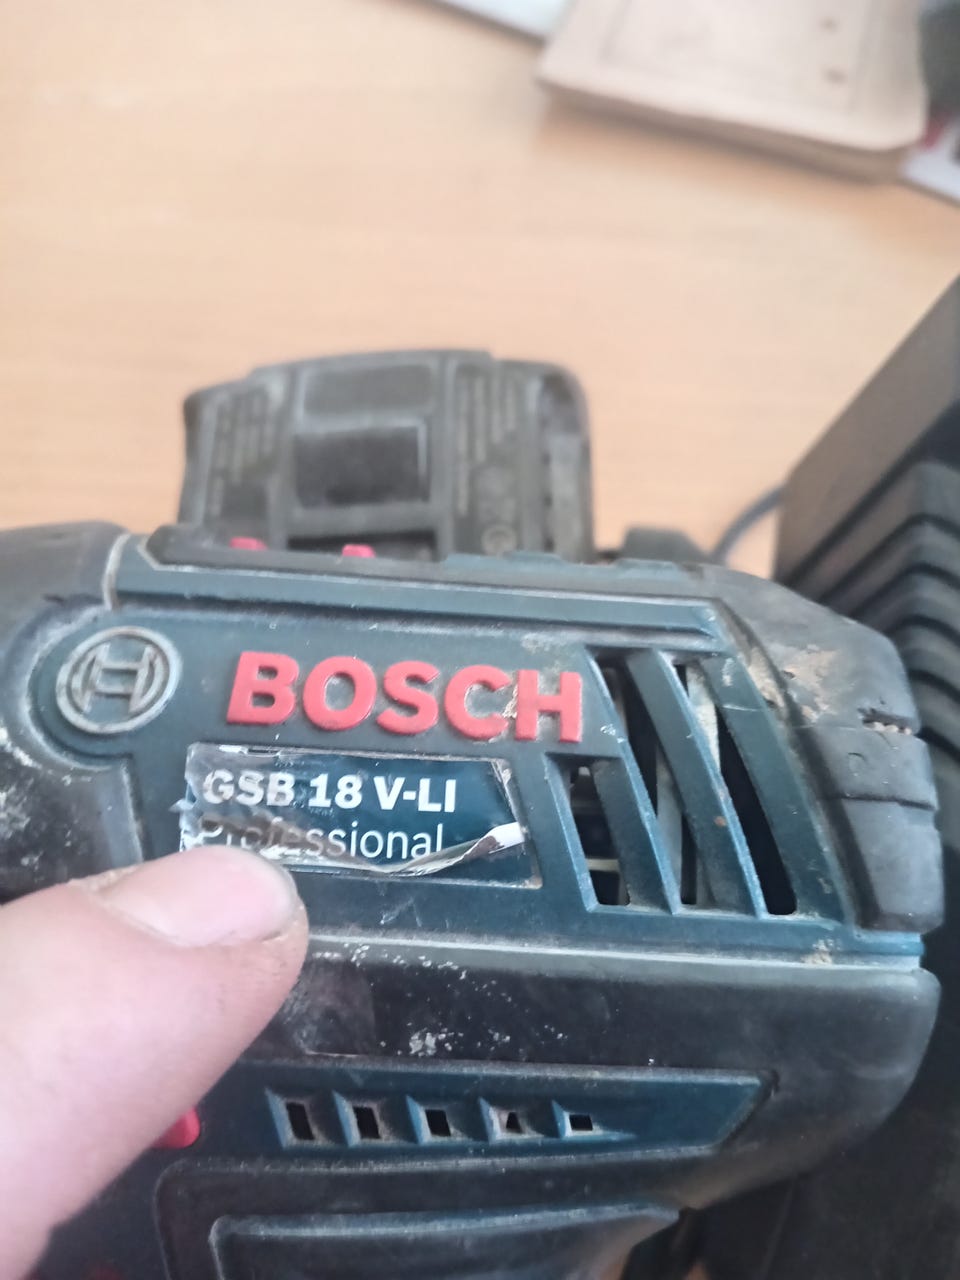 BOSCH
GSB 18 V-LI
Professional